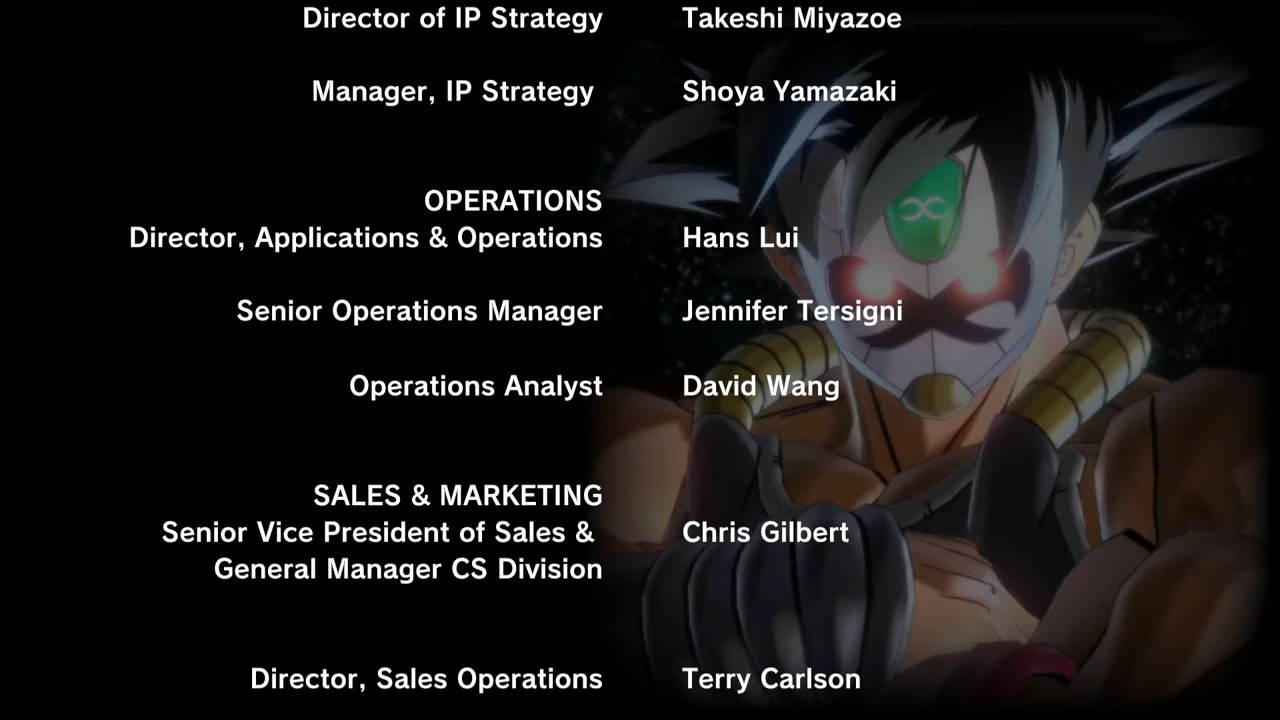 Director of IP Strategy Takeshi Miyazoe
Manager, IP Strategy Shoya Yamazaki
OPERATIONS
Director, Applications & Operations Hans Lui
Senior Operations Manager Jennifer Tersigni
Operations Analyst David Wang
SALES & MARKETING
Senior Vice President of Sales & Chris Gilbert
General Manager CS Division
Director, Sales Operations Terry Carlson